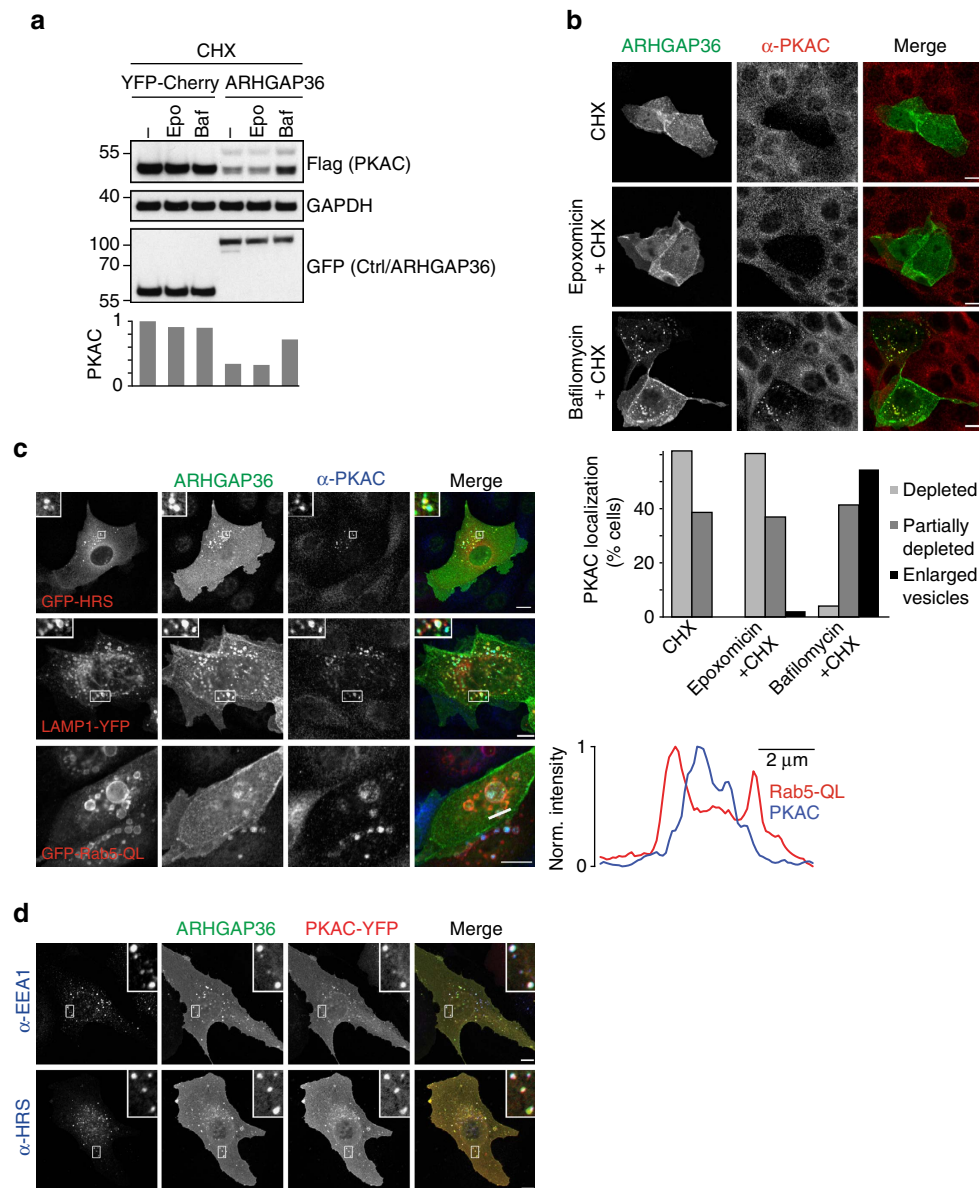 a
CHX
YFP-Cherry ARHGAP36
– Epo Baf – Epo Baf
55
Flag (PKAC)
40
GAPDH
100
70
55
GFP (Ctrl/ARHGAP36)
1
0
PKAC
b
ARHGAP36 α-PKAC Merge
CHX
Epoxomicin + CHX
Bafilomycin + CHX
PKAC localization (% cells)
40
20
0
CHX
Epoxomicin +CHX
Bafilomycin +CHX
Depleted
Partially depleted
Enlarged vesicles
c
ARHGAP36 α-PKAC Merge
GFP-HRS
LAMP1-YFP
GFP-Rab5-QL
Norm. intensity
1
0
2 μm
Rab5-QL
PKAC
d
ARHGAP36 PKAC-YFP Merge
α-EEA1
α-HRS